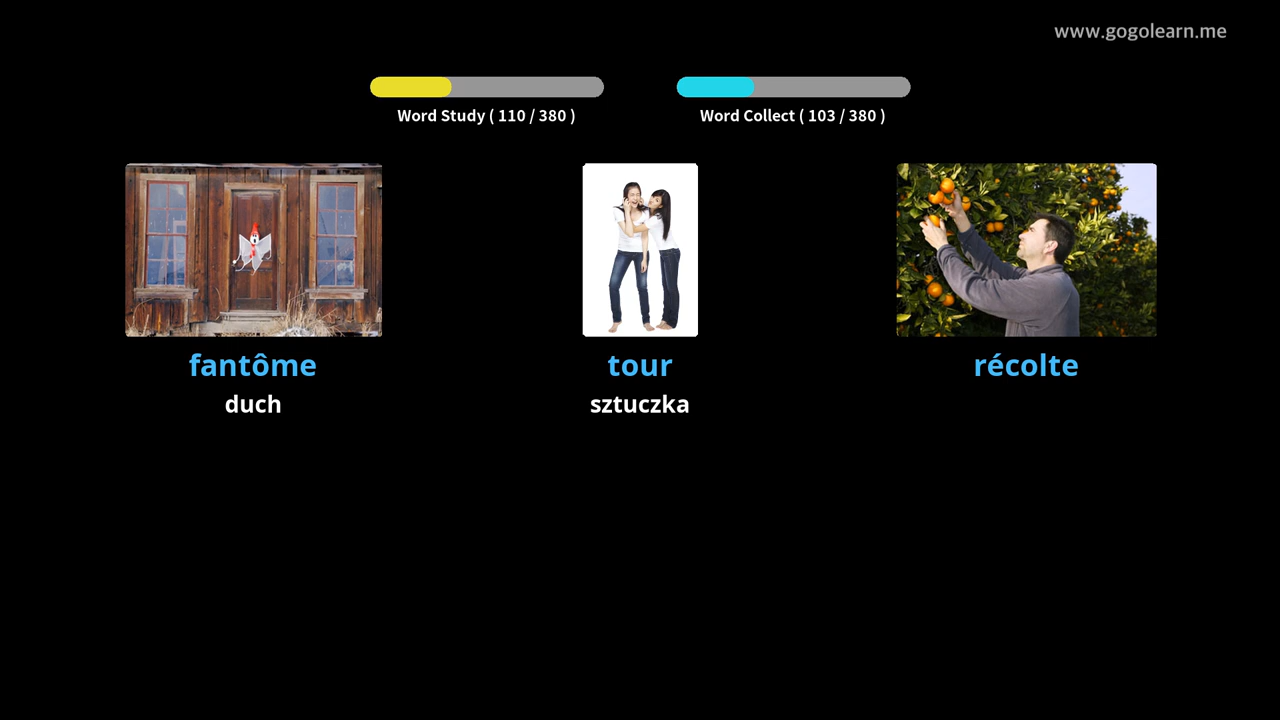 www.gogolearn.me
Word Study ( 110 / 380 )
Word Collect ( 103 / 380 )
fantôme
duch
tour
sztuczka
récolte